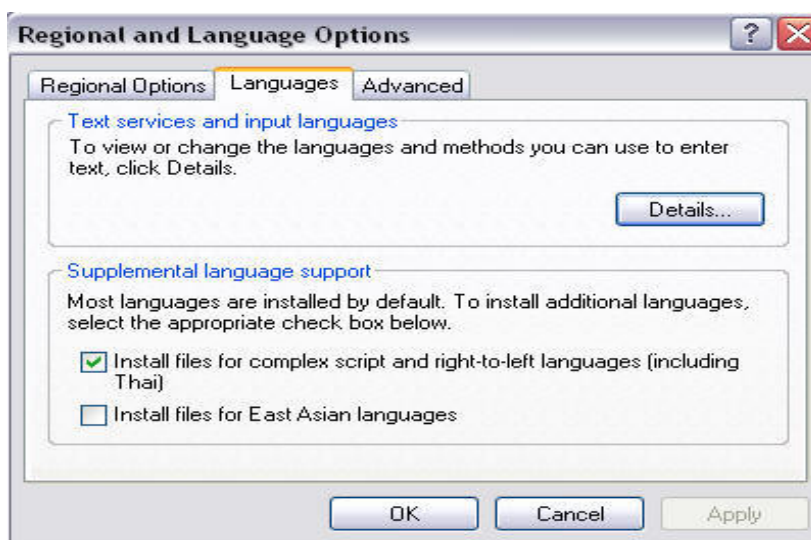 Regional and Language Options
Regional Options Languages Advanced
Text services and input languages
To view or change the languages and methods you can use to enter
text, click Details.
Details...
Supplemental language support
Most languages are installed by default. To install additional languages,
select the appropriate check box below.
Install files for complex script and right-to-left languages (including
Thai)
Install files for East Asian languages
OK Cancel Apply